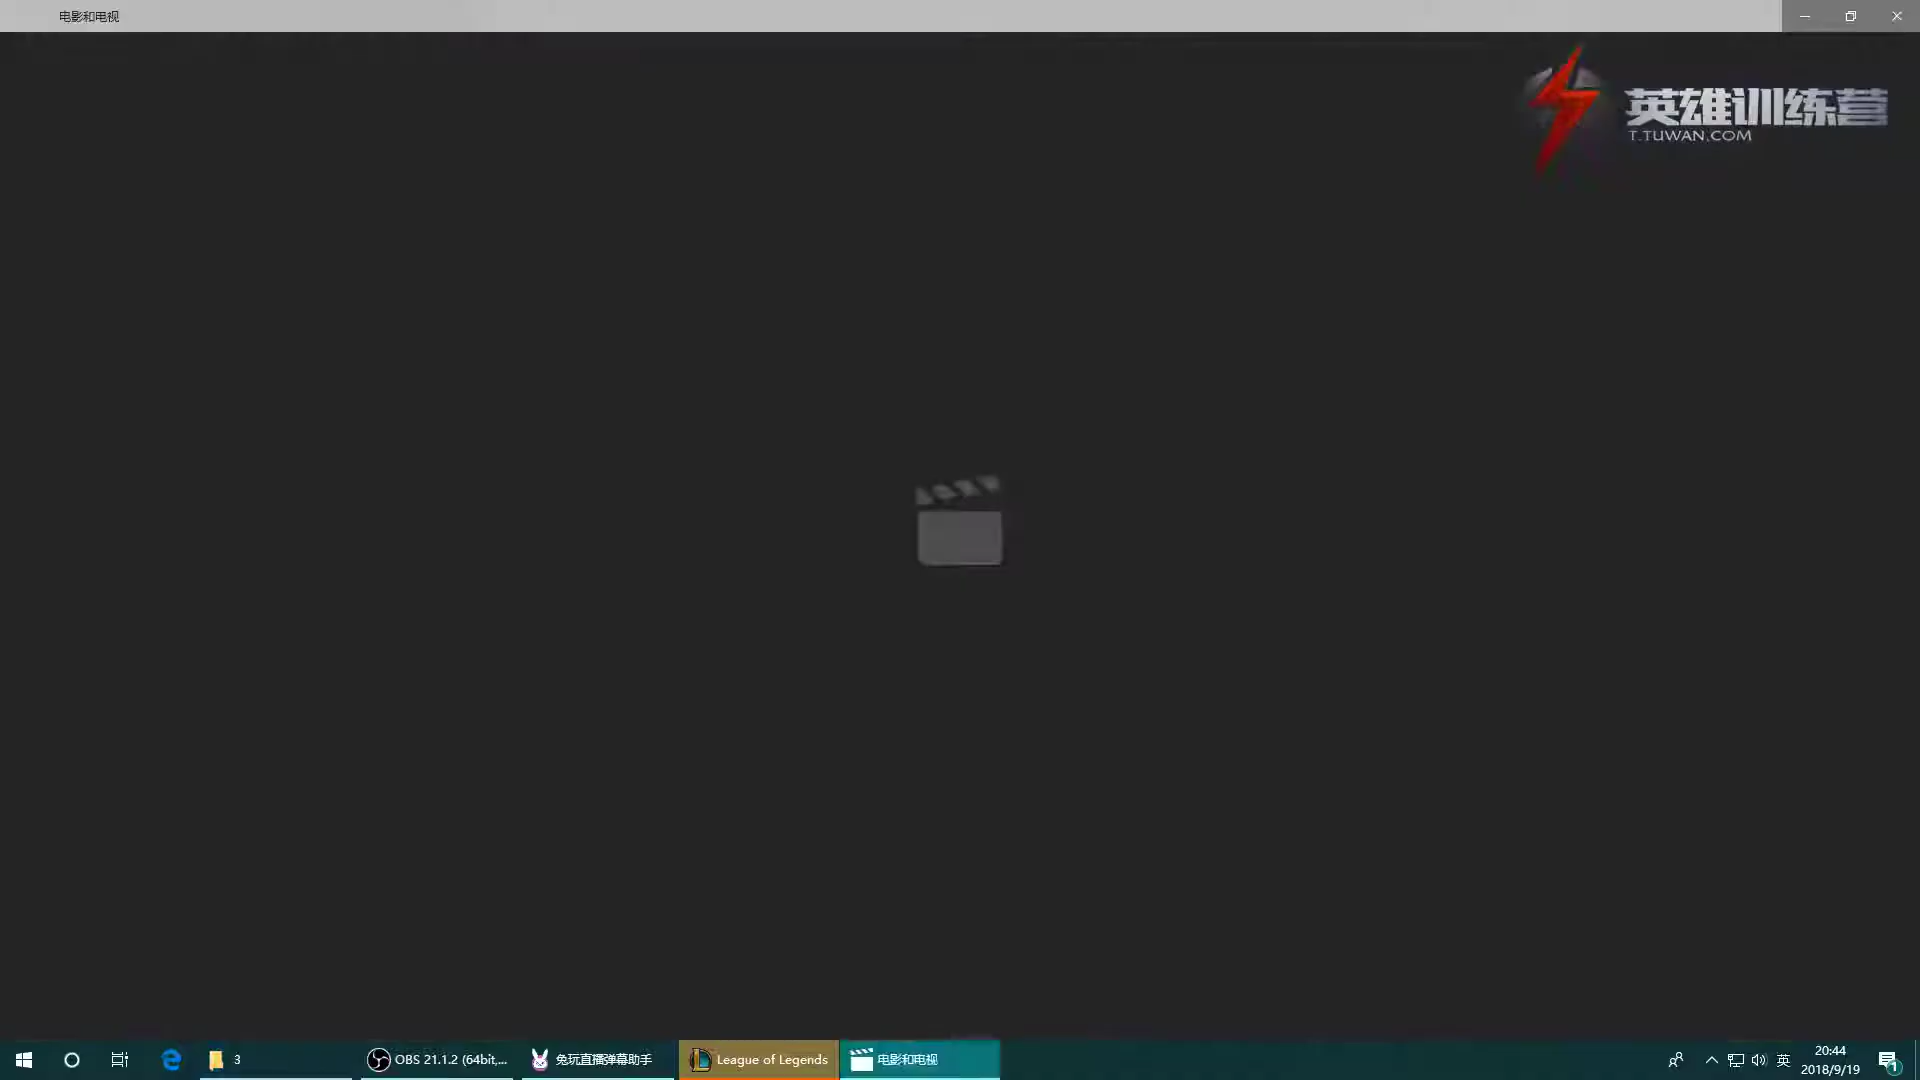 电影和电视
英雄训练营
T.TUWAN.COM
3
OBS 21.1.2 (64bit,...
兔玩直播弹幕助手
League of Legends
电影和电视
英
20:44
2018/9/19
1